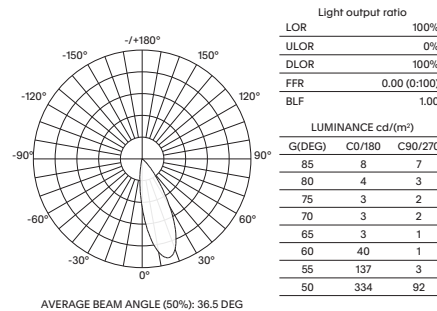 -/+180°
-150°
150°
-120°
120°
-90°
90°
-60°
60°
-30°
30°
0°
AVERAGE BEAM ANGLE (50%): 36.5 DEG
Light output ratio
LOR 100%
ULOR 0%
DLOR 100%
FFR 0.00 (0:100)
BLF 1.00
LUMINANCE cd/(m²)
G(DEG) C0/180 C90/270
85 8 7
80 4 3
75 3 2
70 3 2
65 3 1
60 40 1
55 137 3
50 334 92